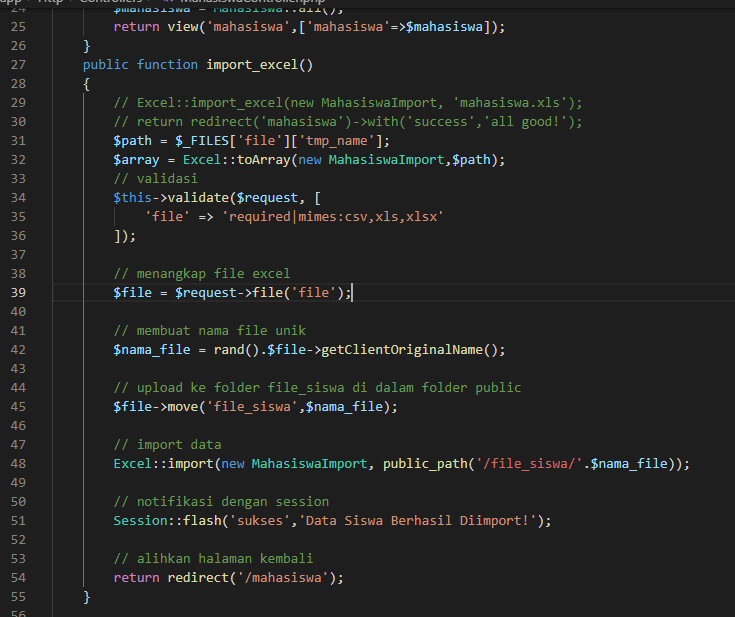 app > Http > Controllers > MahasiswaController.php
24 $mahasiswa = Mahasiswa::all();
25 return view('mahasiswa',['mahasiswa'=>$mahasiswa]);
26 }
27 public function import_excel()
28 {
29 // Excel::import_excel(new MahasiswaImport, 'mahasiswa.xls');
30 // return redirect('mahasiswa')->with('success','all good!');
31 $path = $_FILES['file']['tmp_name'];
32 $array = Excel::toArray(new MahasiswaImport,$path);
33 // validasi
34 $this->validate($request, [
35 'file' => 'required|mimes:csv,xls,xlsx'
36 ]);
37
38 // menangkap file excel
39 $file = $request->file('file');
40
41 // membuat nama file unik
42 $nama_file = rand().$file->getClientOriginalName();
43
44 // upload ke folder file_siswa di dalam folder public
45 $file->move('file_siswa',$nama_file);
46
47 // import data
48 Excel::import(new MahasiswaImport, public_path('/file_siswa/'.$nama_file));
49
50 // notifikasi dengan session
51 Session::flash('sukses','Data Siswa Berhasil Diimport!');
52
53 // alihkan halaman kembali
54 return redirect('/mahasiswa');
55 }
56